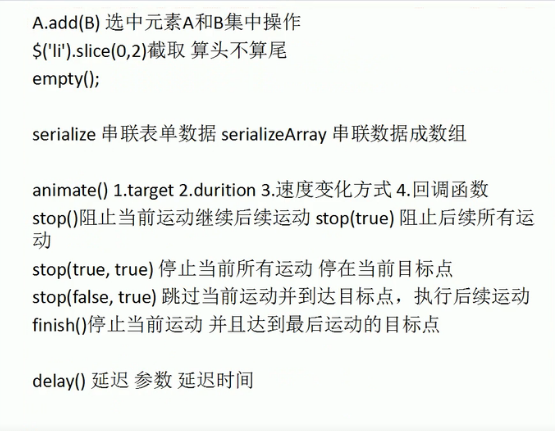 A.add(B) 选中元素A和B集中操作
$('li').slice(0,2)截取 算头不算尾
empty();
serialize 串联表单数据 serializeArray 串联数据成数组
animate() 1.target 2.durition 3.速度变化方式 4.回调函数
stop()阻止当前运动继续后续运动 stop(true) 阻止后续所有运
动
stop(true, true) 停止当前所有运动 停在当前目标点
stop(false, true) 跳过当前运动并到达目标点，执行后续运动
finish()停止当前运动 并且达到最后运动的目标点
delay() 延迟 参数 延迟时间